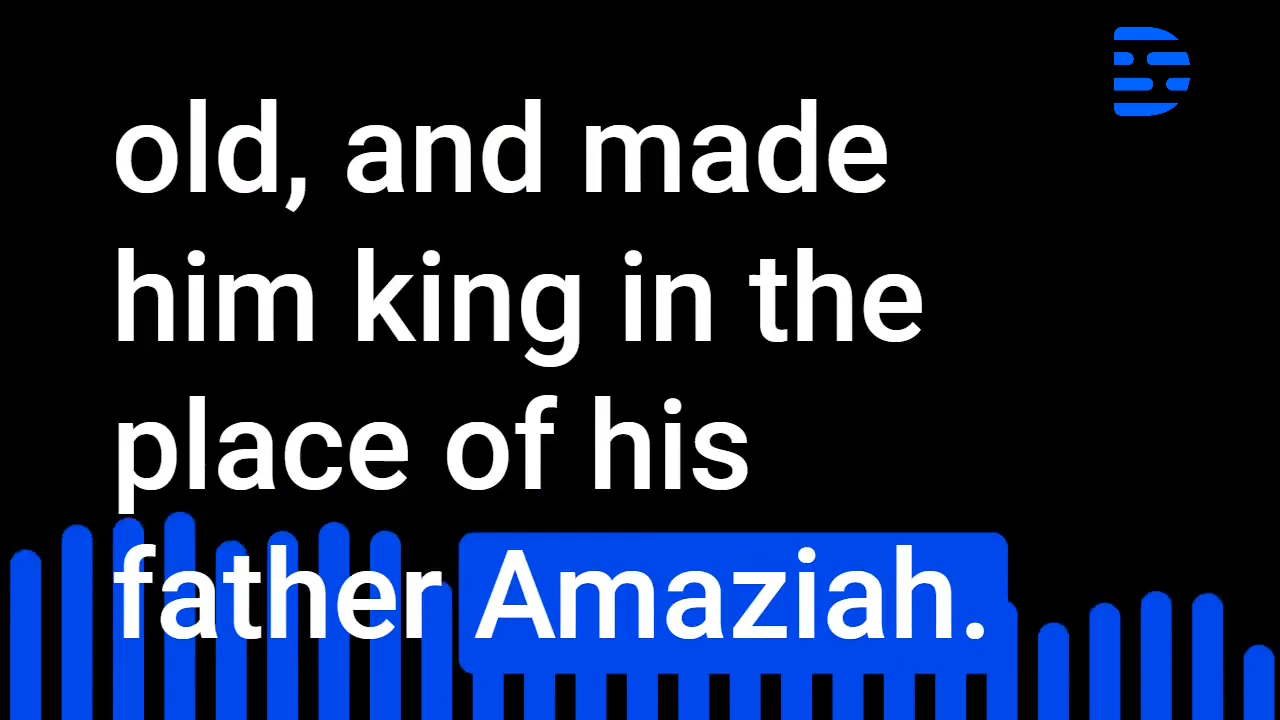 old, and made
him king in the
place of his
father Amaziah.